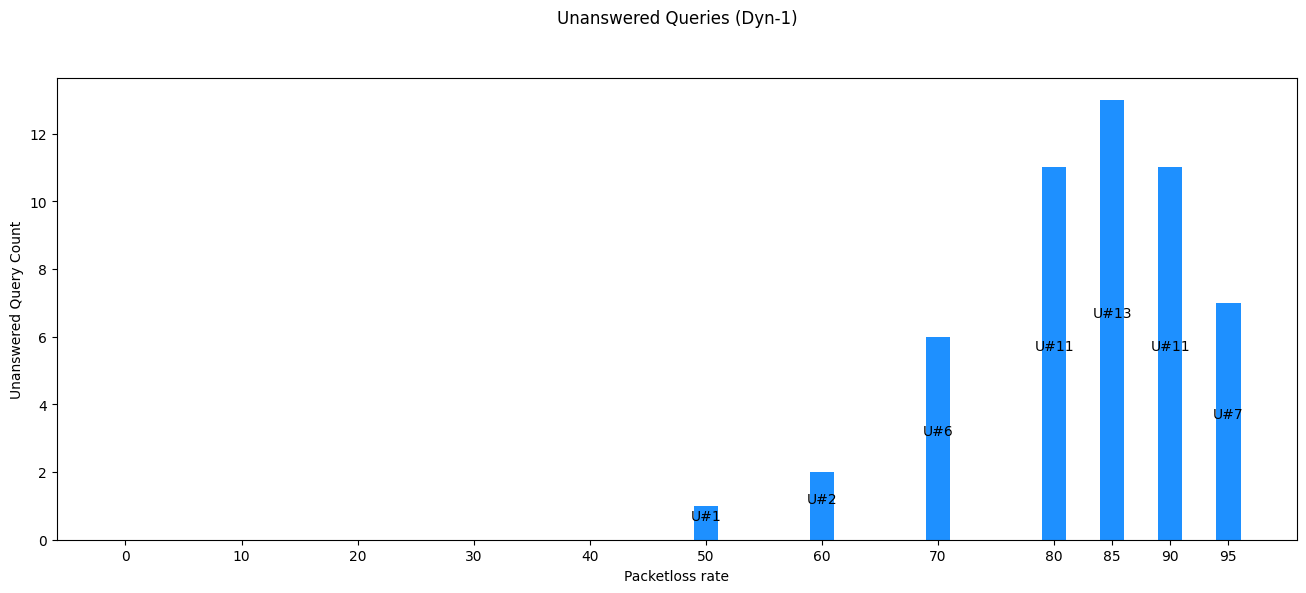 Unanswered Queries (Dyn-1)
Unanswered Query Count
12
10
8
6
4
2
0
U#1
U#2
U#6
U#11
U#13
U#11
U#7
0 10 20 30 40 50 60 70 80 85 90 95
Packetloss rate